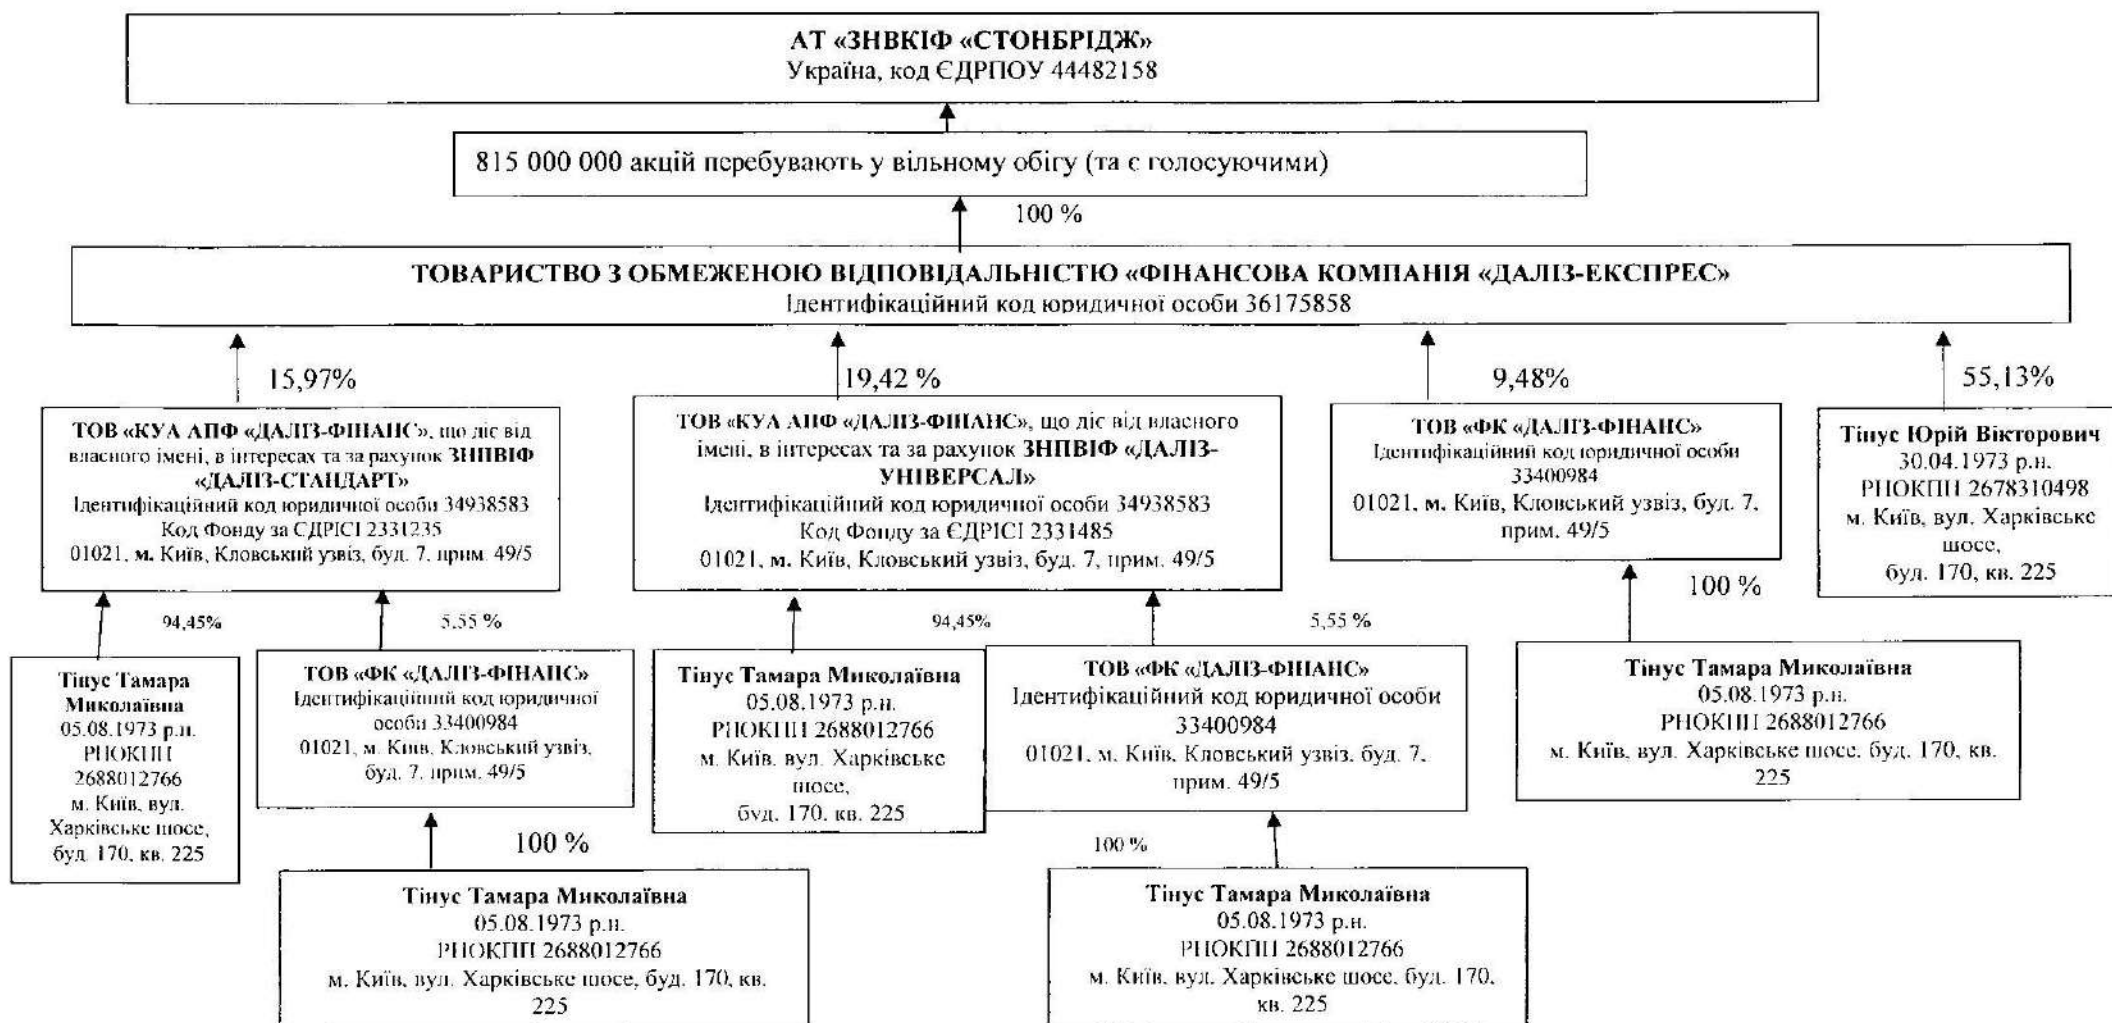 АТ «ЗНВКІФ «СТОНБРІДЖ»
Україна, код ЄДРПОУ 44482158
815 000 000 акцій перебувають у вільному обігу (та є голосуючими)
100 %
ТОВАРИСТВО З ОБМЕЖЕНОЮ ВІДПОВІДАЛЬНІСТЮ «ФІНАНСОВА КОМПАНІЯ «ДАЛІЗ-ЕКСПРЕС»
Ідентифікаційний код юридичної особи 36175858
15,97%
19,42 %
9,48%
55,13%
ТОВ «КУА АПФ «ДАЛІЗ-ФІНАНС», що діє від
власного імені, в інтересах та за рахунок ЗНПВІФ
«ДАЛІЗ-СТАНДАРТ»
Ідентифікаційний код юридичної особи 34938583
Код Фонду за ЄДРІСІ 2331235
01021, м. Київ, Кловський узвіз, буд. 7, прим. 49/5
ТОВ «КУА АПФ «ДАЛІЗ-ФІНАНС», що діє від власного
імені, в інтересах та за рахунок ЗНПВІФ «ДАЛІЗ-
УНІВЕРСАЛ»
Ідентифікаційний код юридичної особи 34938583
Код Фонду за ЄДРІСІ 2331485
01021, м. Київ, Кловський узвіз, буд. 7, прим. 49/5
ТОВ «ФК «ДАЛІЗ-ФІНАНС»
Ідентифікаційний код юридичної особи
33400984
01021, м. Київ, Кловський узвіз, буд. 7,
прим. 49/5
Тінус Юрій Вікторович
30.04.1973 р.н.
РНОКПП 2678310498
м. Київ, вул. Харківське
шосе,
буд. 170, кв. 225
94,45%
5,55 %
94,45%
5,55 %
100 %
Тінус Тамара
Миколаївна
05.08.1973 р.н.
РНОКПП
2688012766
м. Київ, вул.
Харківське шосе,
буд. 170, кв. 225
ТОВ «ФК «ДАЛІЗ-ФІНАНС»
Ідентифікаційний код юридичної
особи 33400984
01021, м. Київ, Кловський узвіз,
буд. 7, прим. 49/5
Тінус Тамара Миколаївна
05.08.1973 р.н.
РНОКПП 2688012766
м. Київ, вул. Харківське
шосе,
буд. 170, кв. 225
ТОВ «ФК «ДАЛІЗ-ФІНАНС»
Ідентифікаційний код юридичної особи
33400984
01021, м. Київ, Кловський узвіз, буд. 7,
прим. 49/5
Тінус Тамара Миколаївна
05.08.1973 р.н.
РНОКПП 2688012766
м. Київ, вул. Харківське шосе, буд. 170, кв.
225
100 %
100 %
Тінус Тамара Миколаївна
05.08.1973 р.н.
РНОКПП 2688012766
м. Київ, вул. Харківське шосе, буд. 170, кв.
225
Тінус Тамара Миколаївна
05.08.1973 р.н.
РНОКПП 2688012766
м. Київ, вул. Харківське шосе, буд. 170,
кв. 225